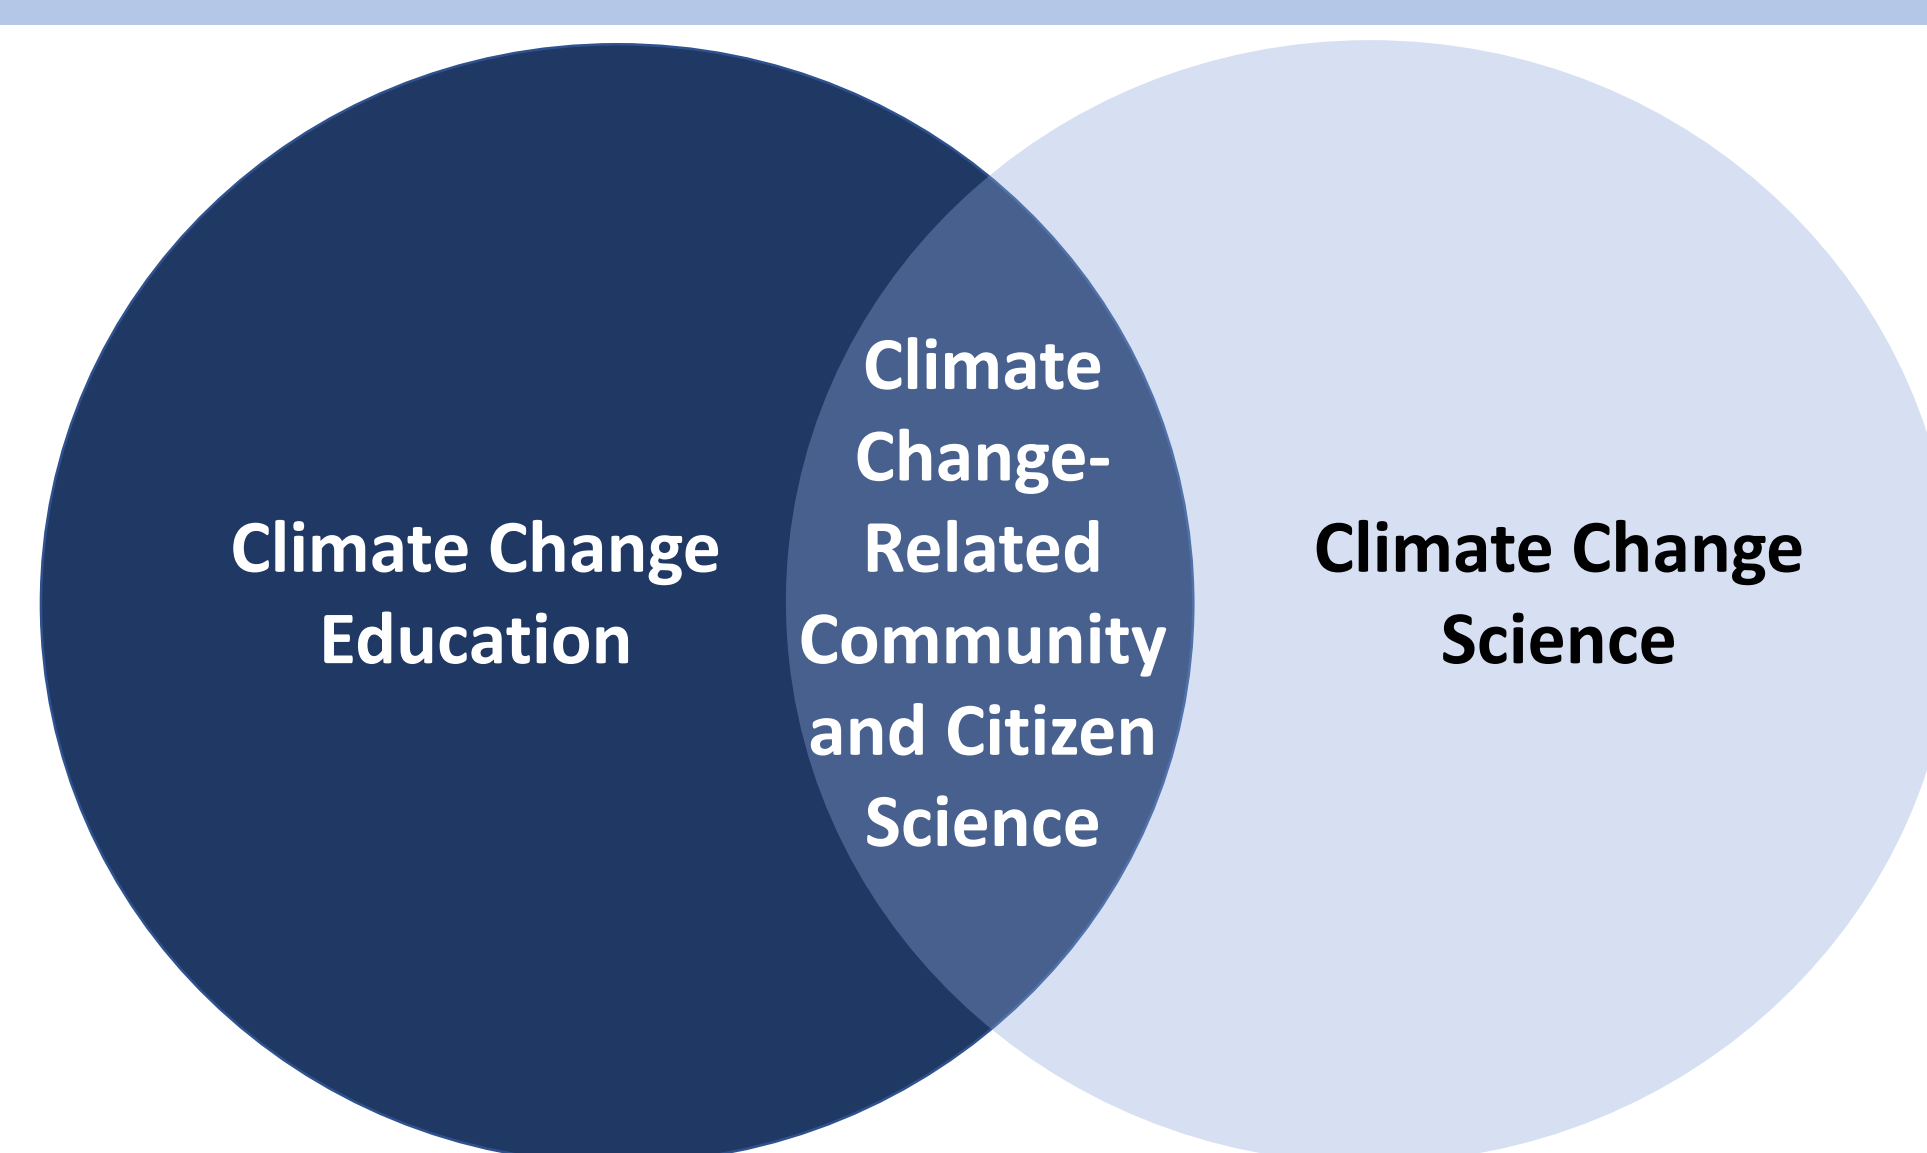 Climate Change
Education
Climate
Change-
Related
Community
and Citizen
Science
Climate Change
Science